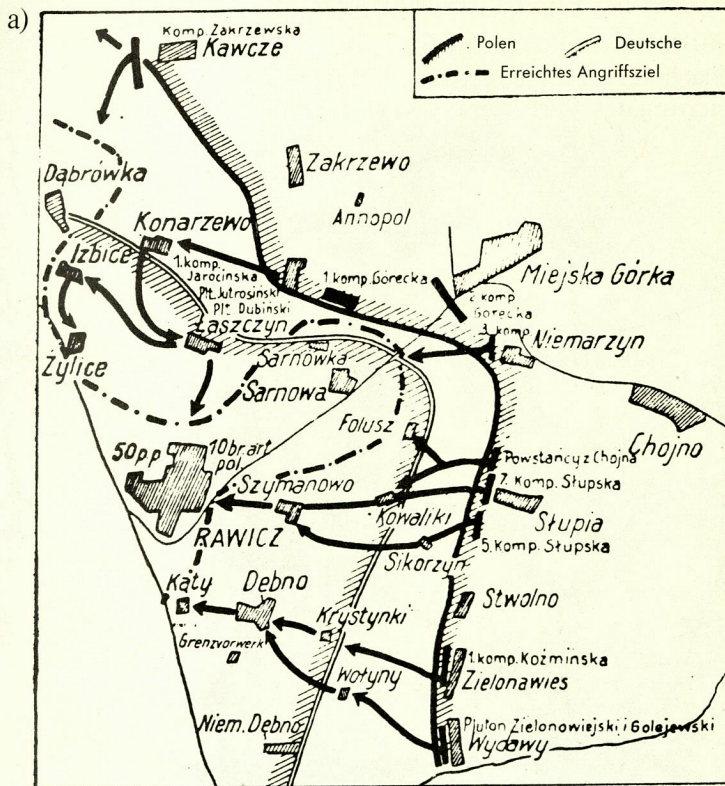 a)
Polen
Deutsche
Erreichtes Angriffsziel
Komp. Zakrzewska
Kawcze
Zakrzewo
Annopol
Dąbrówka
Konarzewo
Izbice
1. komp.
Jarocińska
Plt. Jutrosiński
Plt. Dubiński
1 komp. Górecka
Miejska Górka
2 komp
Górecka
3. komp.
Niemarzyn
Łaszczyn
Sarnówka
Sarnowa
Żylice
Folusz
Chojno
50 p.p
10 br. art
pol.
Powstańcy z Chojna
7. Komp. Słupska
Szymanowo
Kowaliki
Słupia
RAWICZ
Sikorzyn
5. Komp. Słupska
Kąty
Dębno
Stwolno
Krystynki
Grenzvorwerk
1. komp. Koźmińska
Zielonawies
Wołyny
Niem. Dębno
Pluton Zielonowiejski i Golejewski
Wydawy